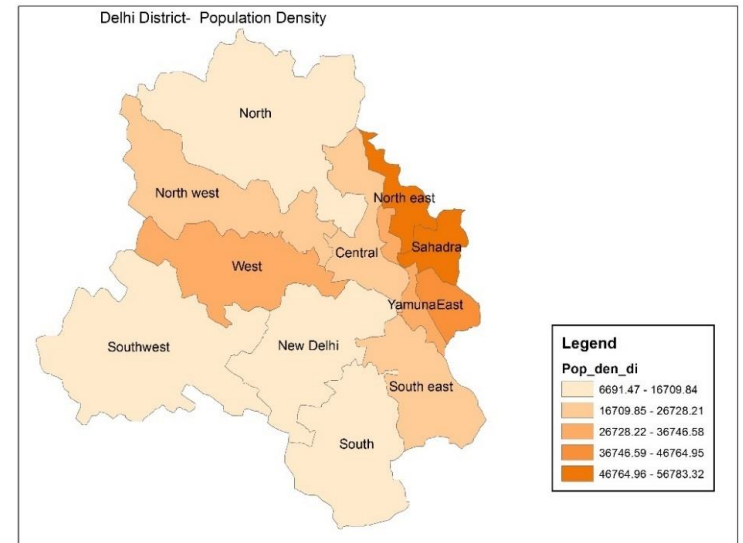 Delhi District-  Population Density
North
North west
North east
Sahadra
Central
West
YamunaEast
Southwest
New Delhi
South east
South
Legend
Pop_den_di
6691.47 - 16709.84
16709.85 - 26728.21
26728.22 - 36746.58
36746.59 - 46764.95
46764.96 - 56783.32